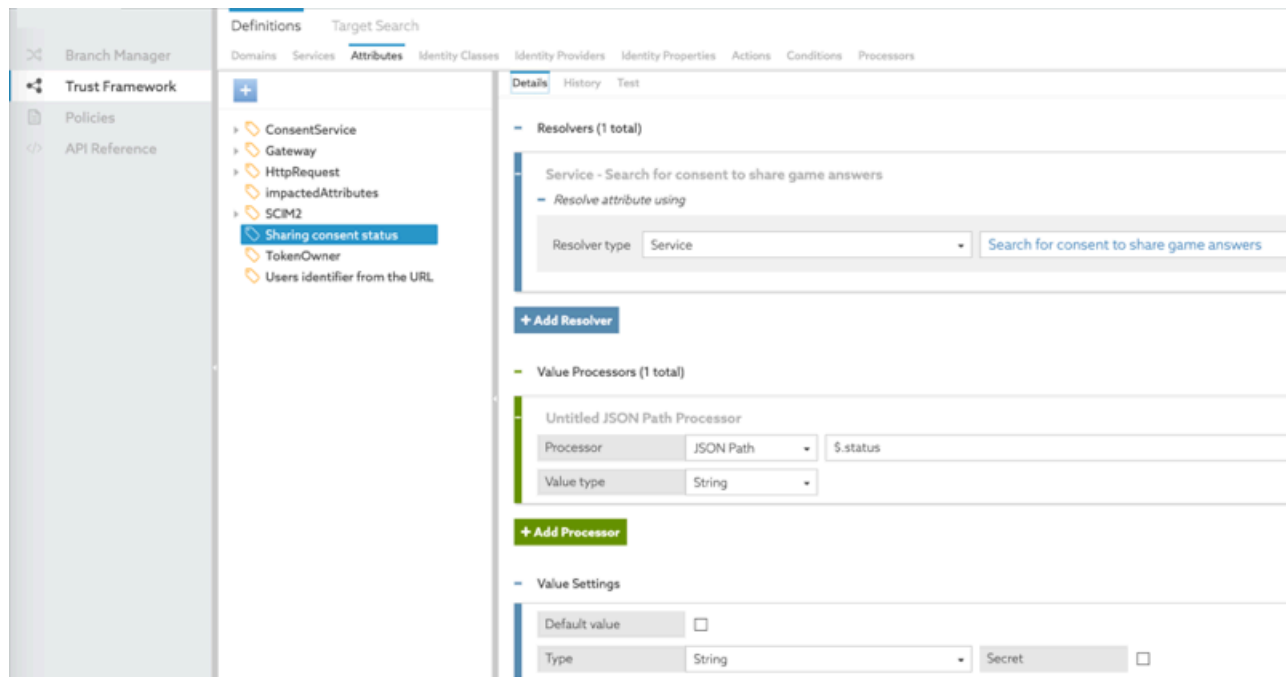 Definitions Target Search
Branch Manager
Trust Framework
Policies
API Reference
Domains Services Attributes Identity Classes Identity Providers Identity Properties Actions Conditions Processors
+
ConsentService
Gateway
HttpRequest
impactedAttributes
SCIM2
Sharing consent status
TokenOwner
Users identifier from the URL
Details History Test
Resolvers (1 total)
Service - Search for consent to share game answers
Resolve attribute using
Resolver type Service Search for consent to share game answers
+ Add Resolver
Value Processors (1 total)
Untitled JSON Path Processor
Processor JSON Path $.status
Value type String
+ Add Processor
Value Settings
Default value
Type String Secret